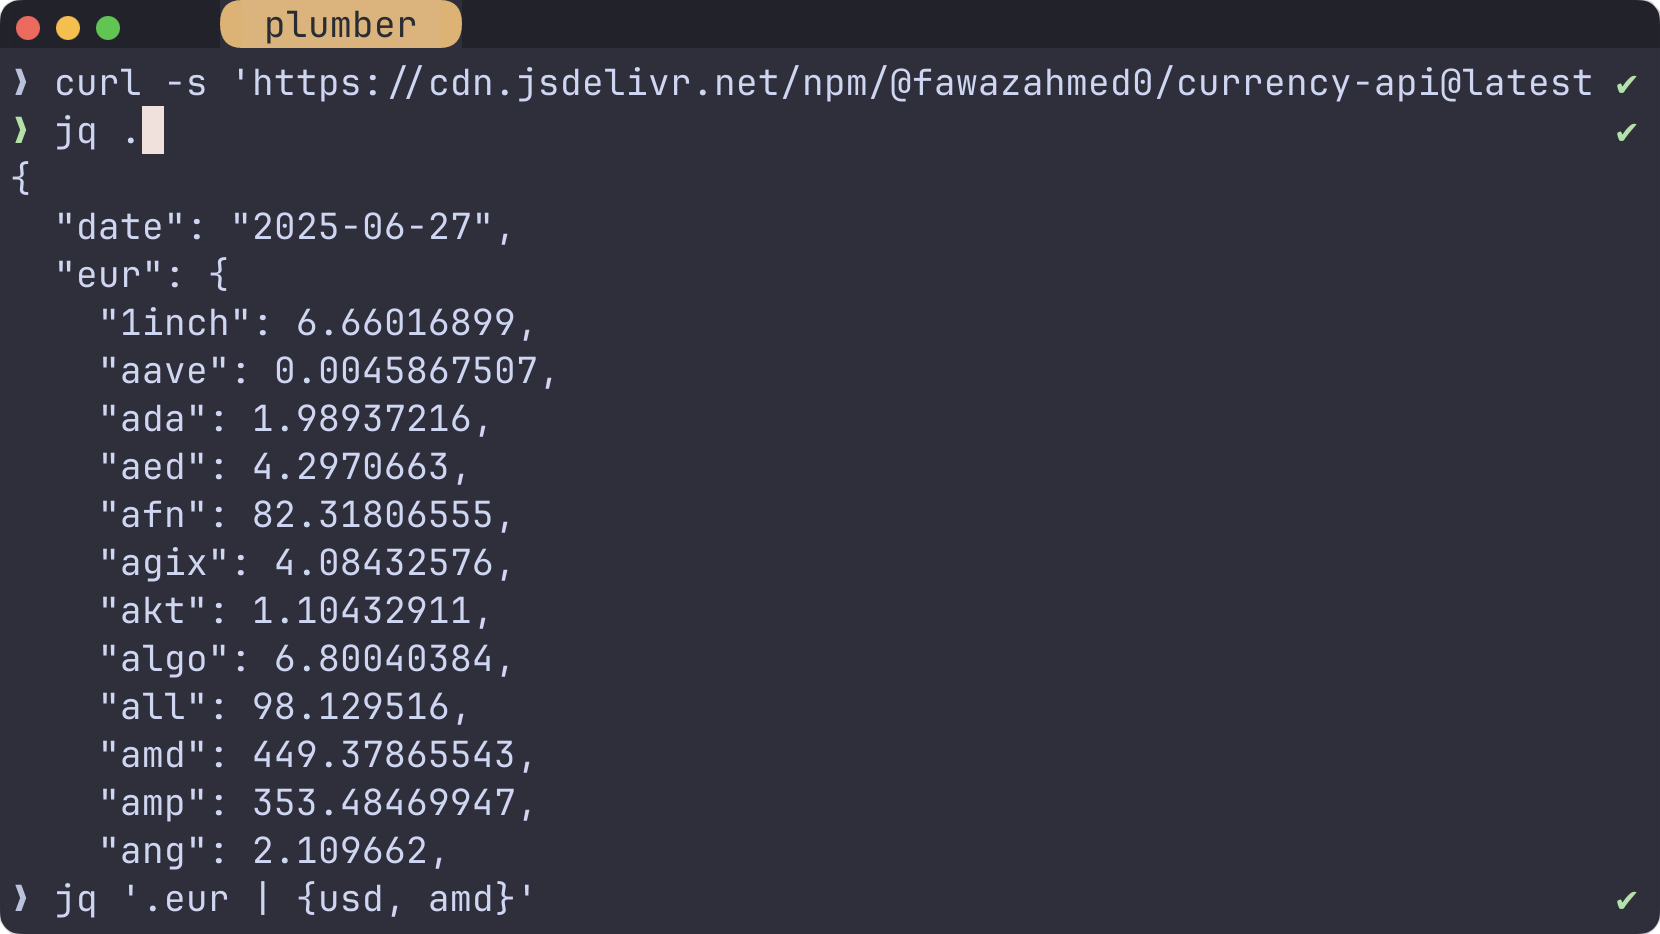 plumber
❱ curl -s 'https://cdn.jsdelivr.net/npm/@fawazahmed0/currency-api@latest ✔
❱ jq . ✔
{
  "date": "2025-06-27",
  "eur": {
    "1inch": 6.66016899,
    "aave": 0.0045867507,
    "ada": 1.98937216,
    "aed": 4.2970663,
    "afn": 82.31806555,
    "agix": 4.08432576,
    "akt": 1.10432911,
    "algo": 6.80040384,
    "all": 98.129516,
    "amd": 449.37865543,
    "amp": 353.48469947,
    "ang": 2.109662,
❱ jq '.eur | {usd, amd}' ✔